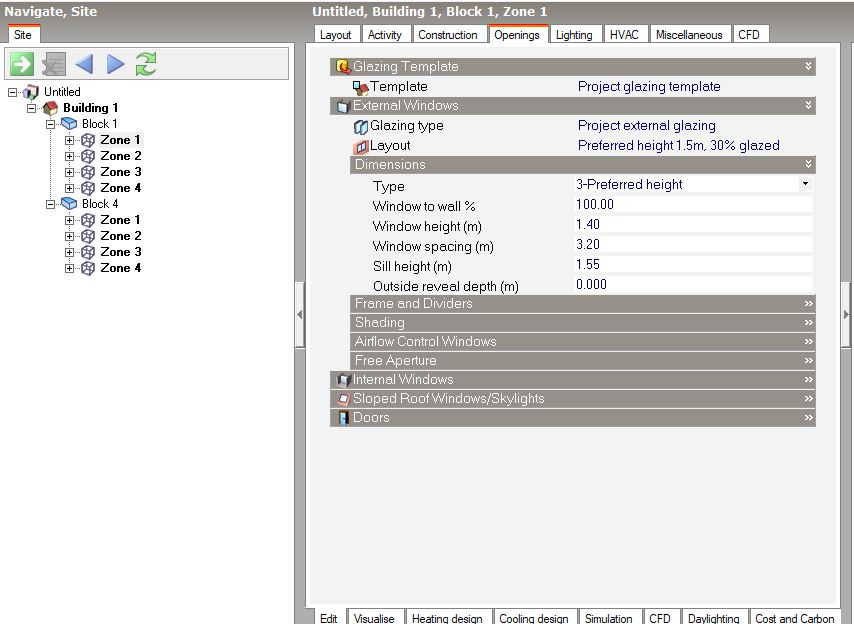 Navigate, Site
Site
Untitled
Building 1
Block 1
Zone 1
Zone 2
Zone 3
Zone 4
Block 4
Zone 1
Zone 2
Zone 3
Zone 4
Untitled, Building 1, Block 1, Zone 1
Layout Activity Construction Openings Lighting HVAC Miscellaneous CFD
Glazing Template
Template Project glazing template
External Windows
Glazing type Project external glazing
Layout Preferred height 1.5m, 30% glazed
Dimensions
Type 3-Preferred height
Window to wall % 100.00
Window height (m) 1.40
Window spacing (m) 3.20
Sill height (m) 1.55
Outside reveal depth (m) 0.000
Frame and Dividers
Shading
Airflow Control Windows
Free Aperture
Internal Windows
Sloped Roof Windows/Skylights
Doors
Edit Visualise Heating design Cooling design Simulation CFD Daylighting Cost and Carbon